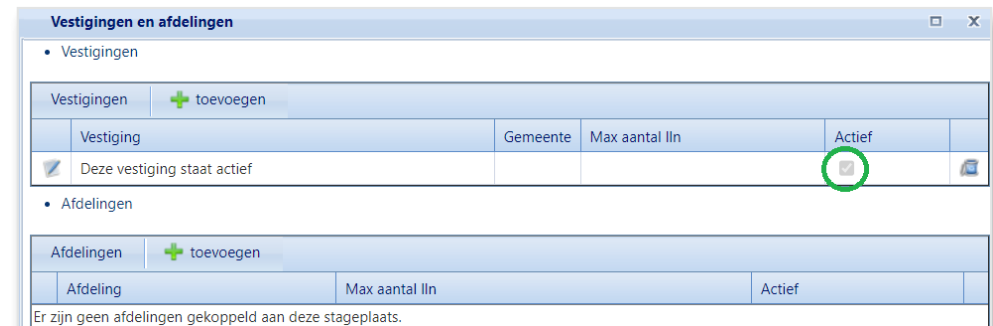 Vestigingen en afdelingen
X
• Vestigingen
Vestigingen toevoegen
Vestiging Gemeente Max aantal lln Actief
Deze vestiging staat actief
• Afdelingen
Afdelingen toevoegen
Afdeling Max aantal lln Actief
Er zijn geen afdelingen gekoppeld aan deze stageplaats.